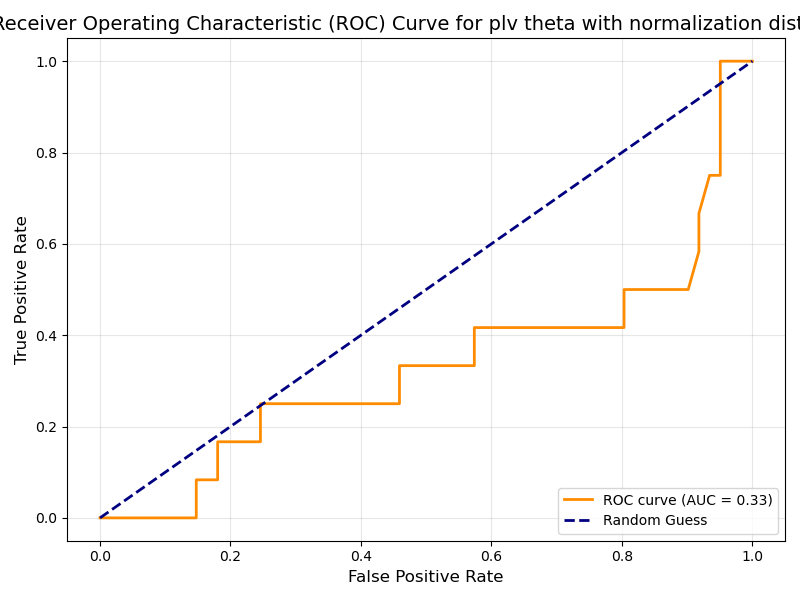 Receiver Operating Characteristic (ROC) Curve for plv theta with normalization dist
1.0
0.8
0.6
0.4
0.2
0.0
True Positive Rate
ROC curve (AUC = 0.33)
Random Guess
0.0 0.2 0.4 0.6 0.8 1.0
False Positive Rate